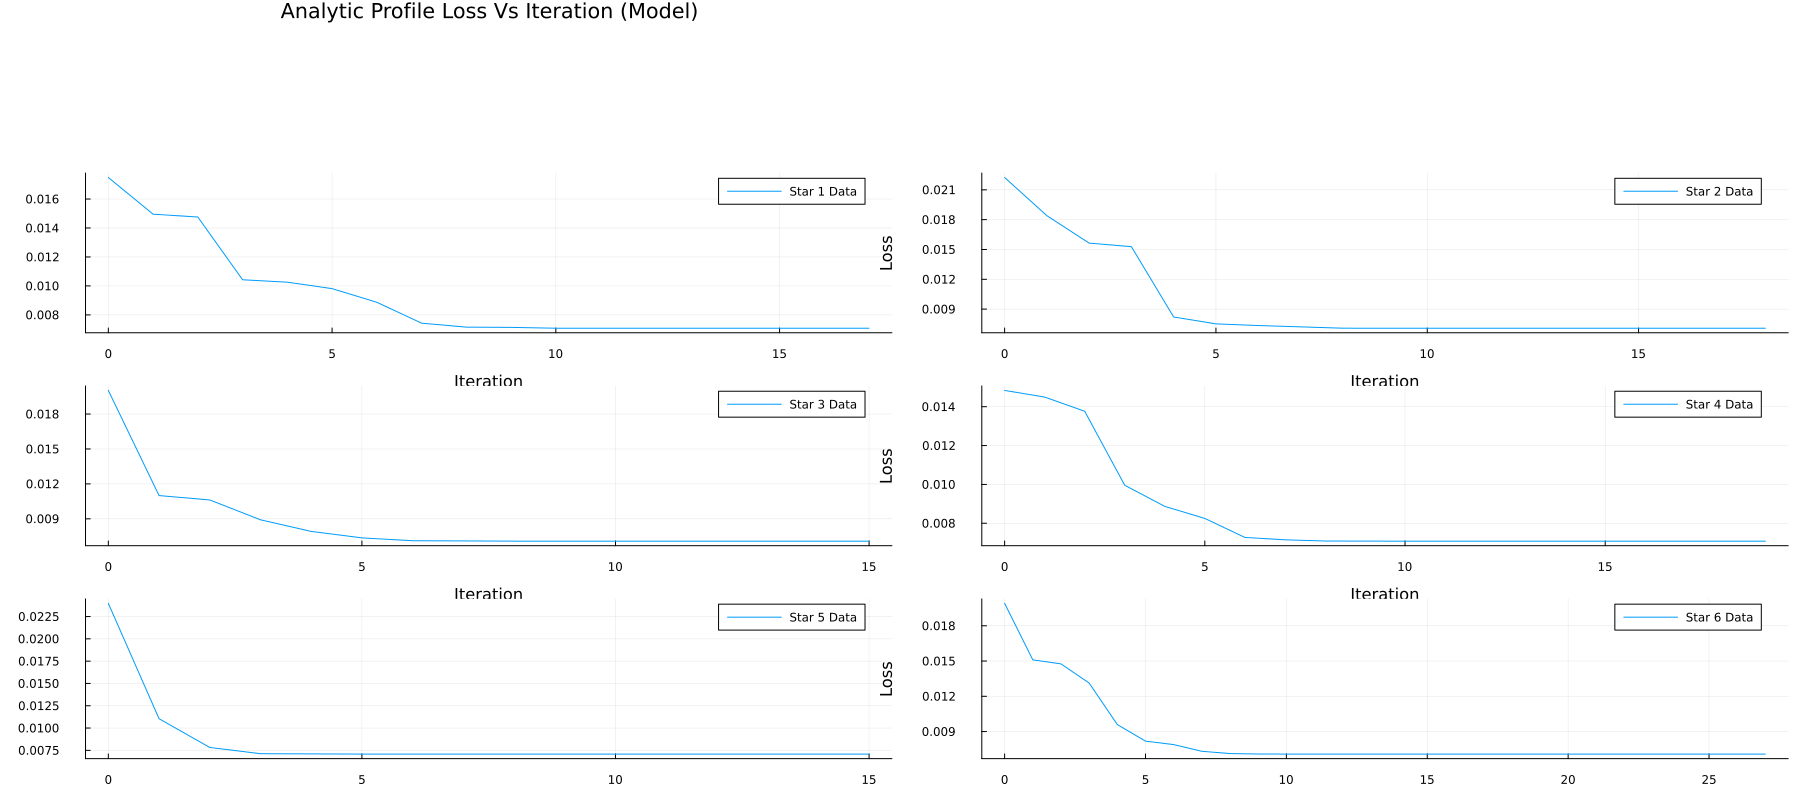 Analytic Profile Loss Vs Iteration (Model)
Star 1 Data
0.016
0.014
0.012
0.010
0.008
0 5 10 15
Iteration
Loss
Star 2 Data
0.021
0.018
0.015
0.012
0.009
0 5 10 15
Iteration
Star 3 Data
0.018
0.015
0.012
0.009
0 5 10 15
Iteration
Loss
Star 4 Data
0.014
0.012
0.010
0.008
0 5 10 15
Iteration
Star 5 Data
0.0225
0.0200
0.0175
0.0150
0.0125
0.0100
0.0075
0 5 10 15
Loss
Star 6 Data
0.018
0.015
0.012
0.009
0 5 10 15 20 25